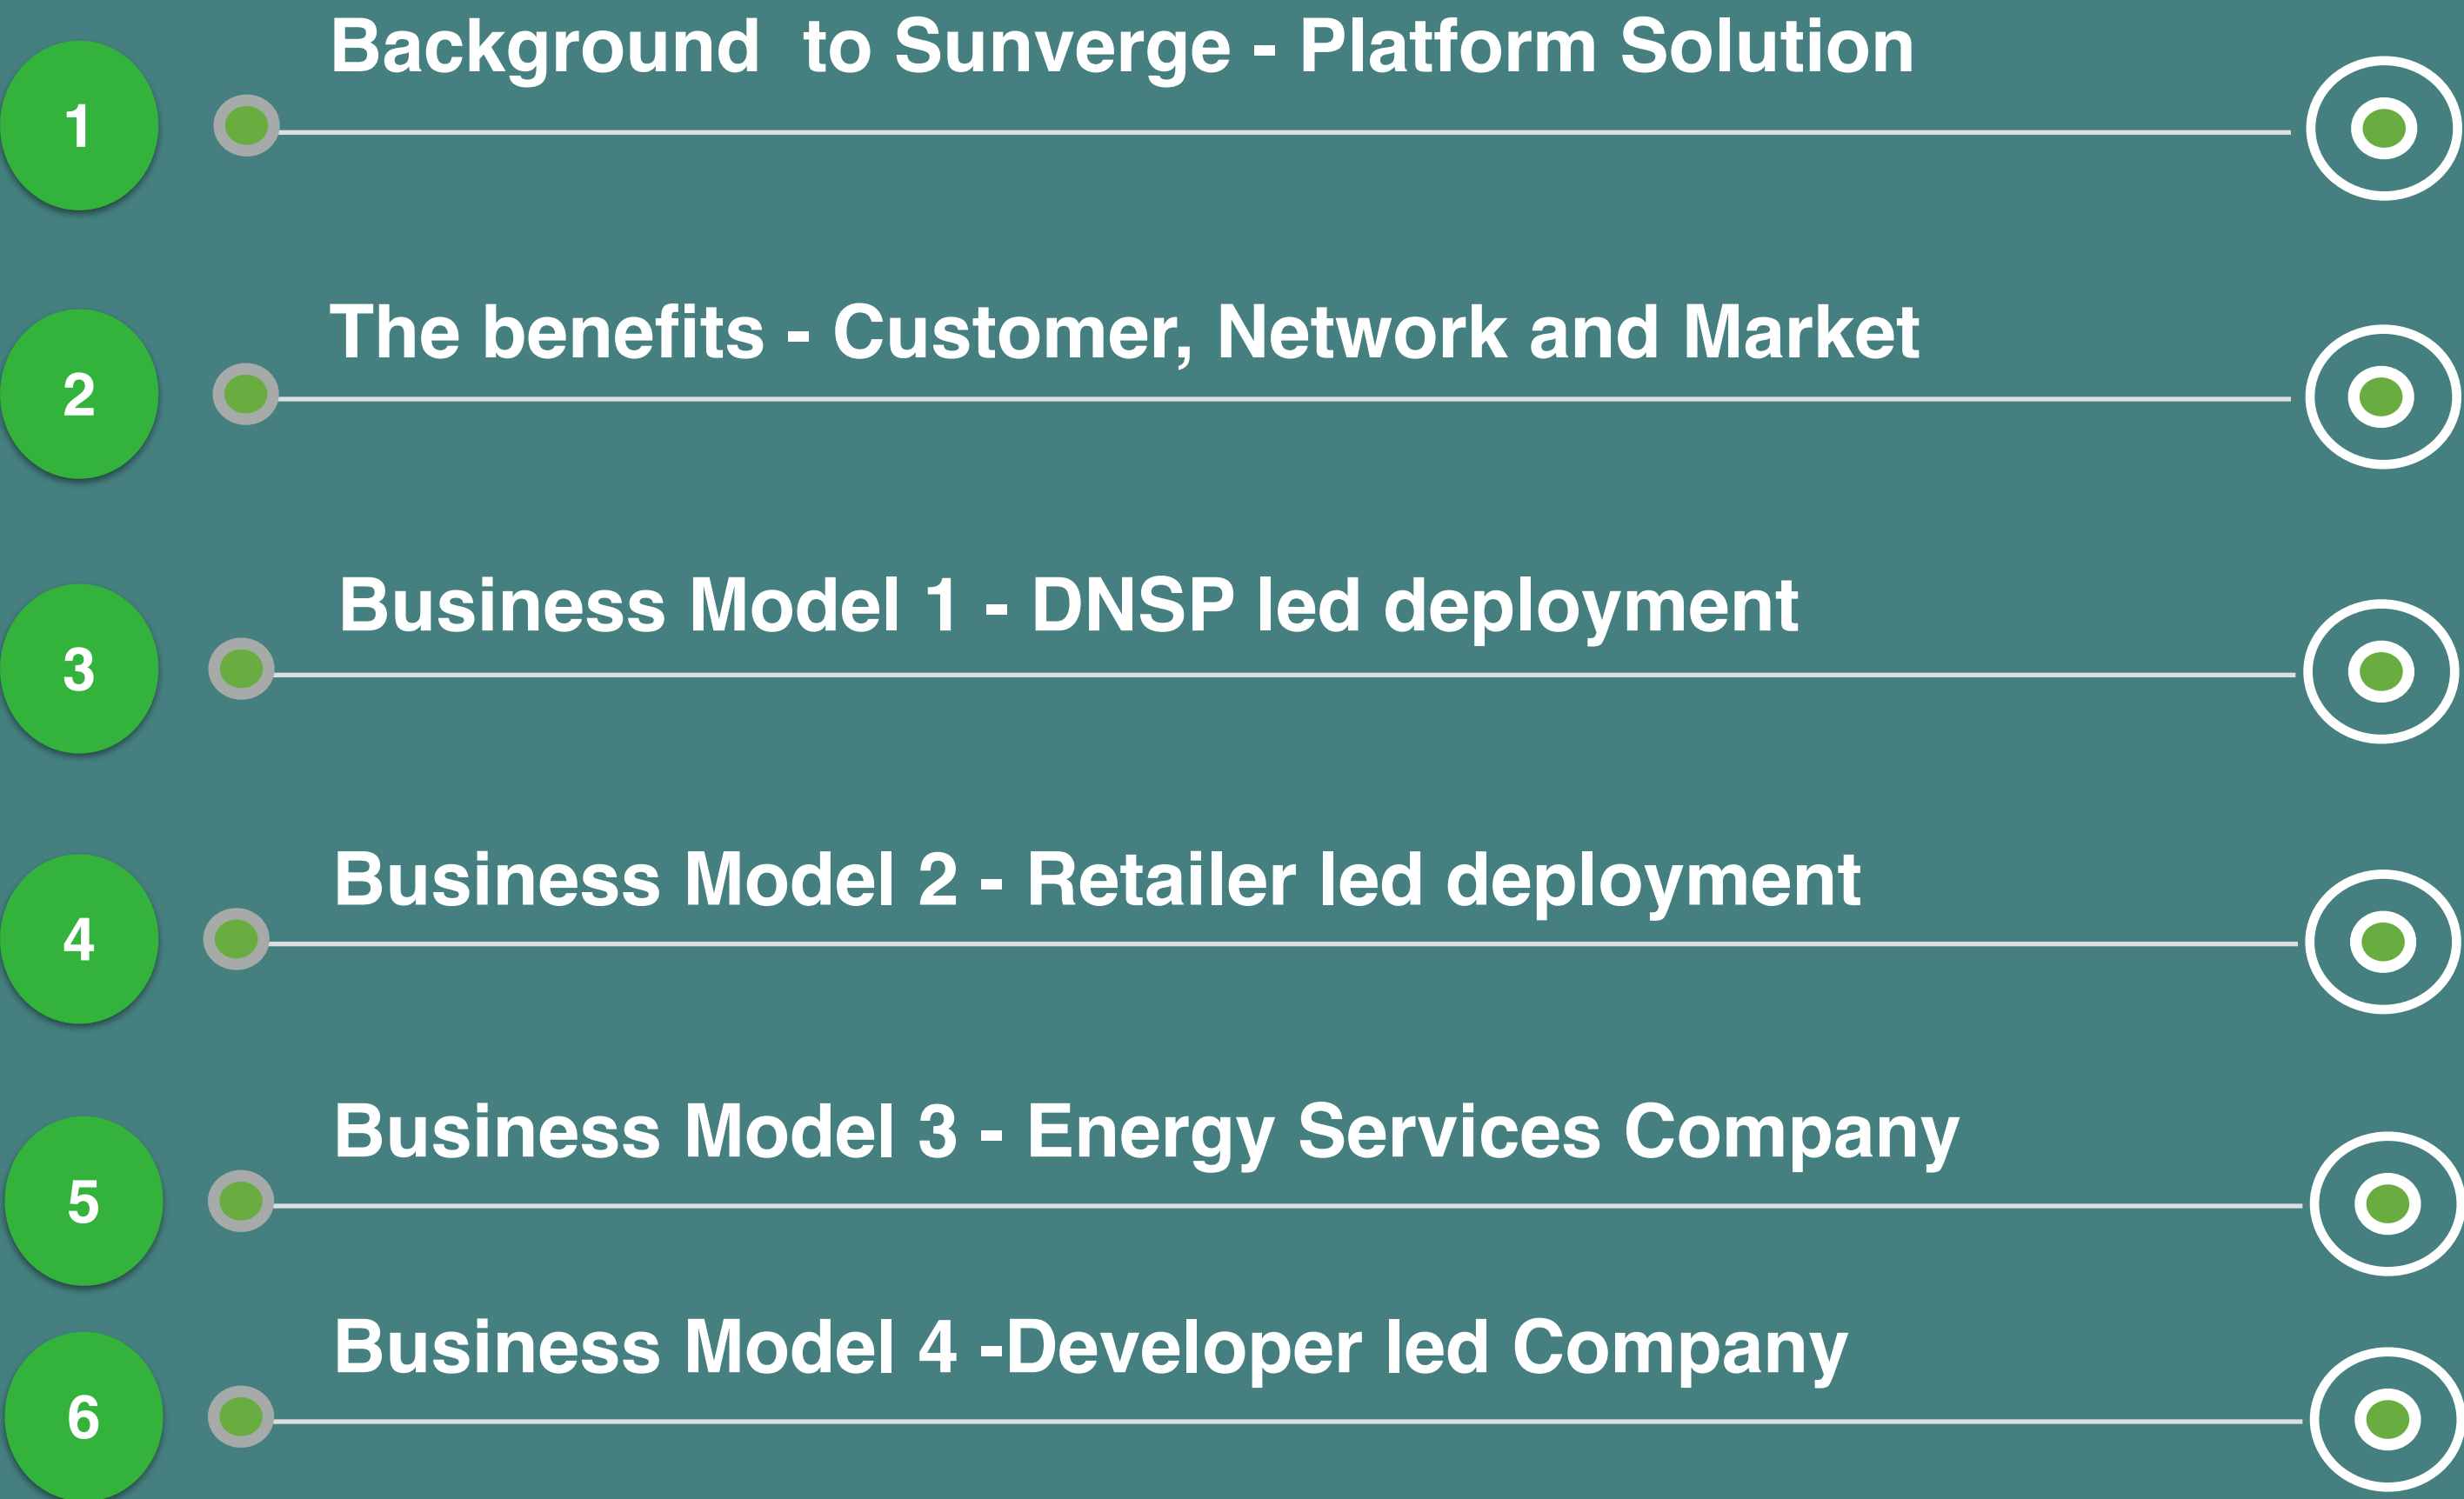 Background to Sunverge - Platform Solution
1
The benefits - Customer, Network and Market
2
Business Model 1 - DNSP led deployment
3
Business Model 2 - Retailer led deployment
4
Business Model 3 - Energy Services Company
5
Business Model 4 -Developer led Company
6